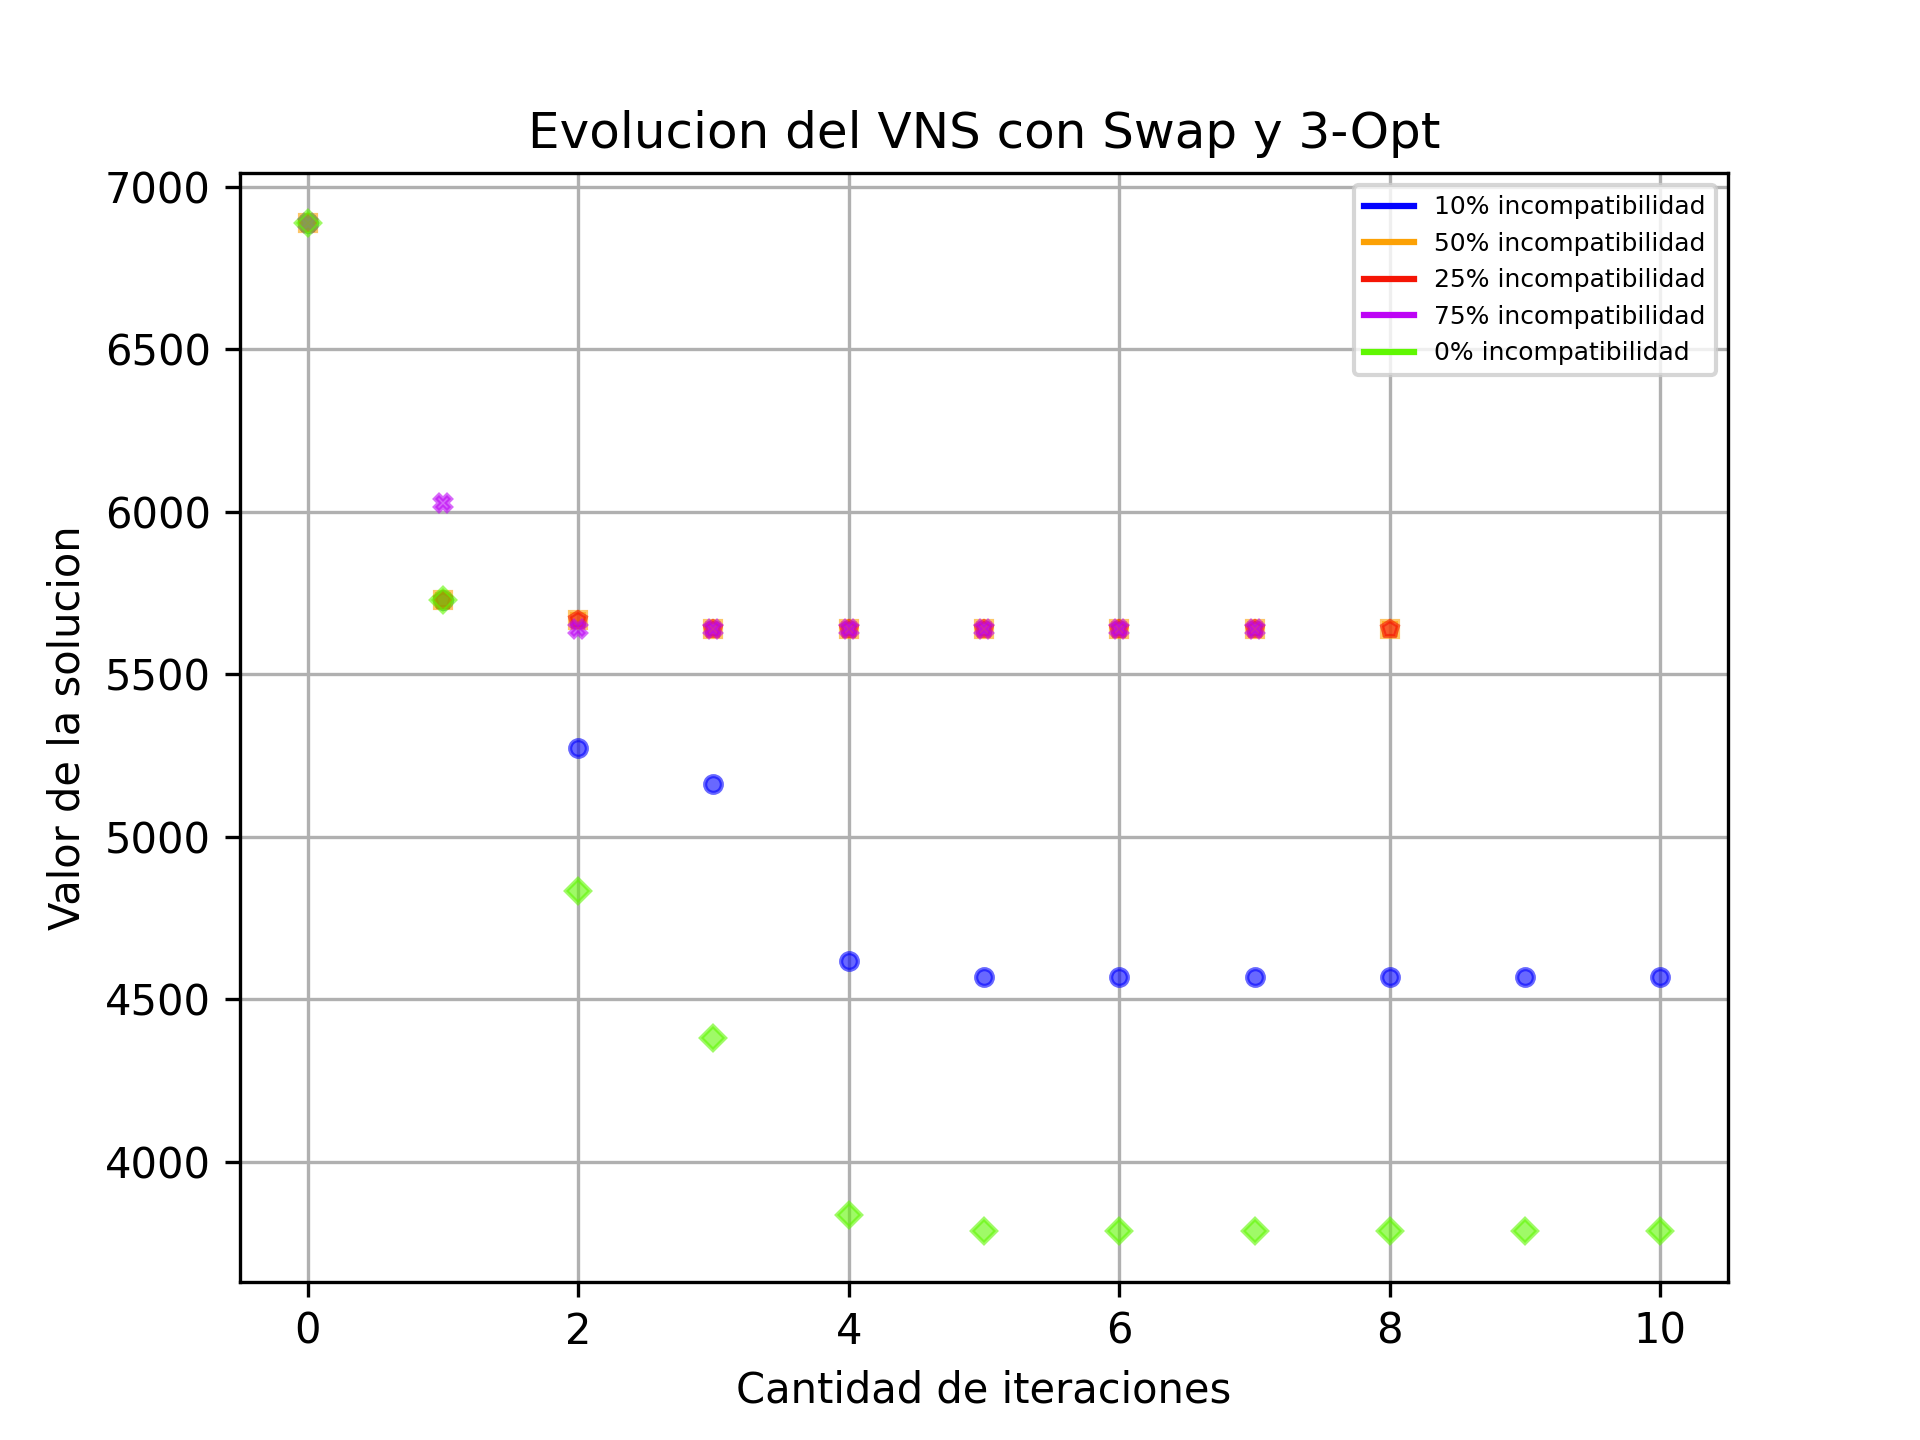 Evolucion del VNS con Swap y 3-Opt
7000
6500
6000
5500
5000
4500
4000
Valor de la solucion
10% incompatibilidad
50% incompatibilidad
25% incompatibilidad
75% incompatibilidad
0% incompatibilidad
0 2 4 6 8 10
Cantidad de iteraciones